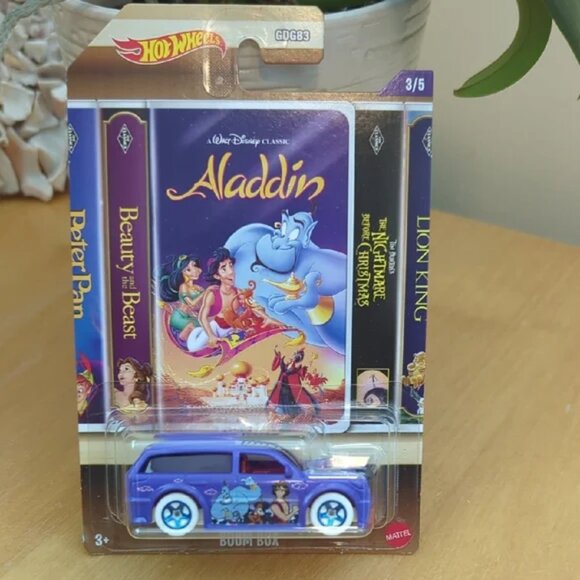 HOT WHEELS
GDG83
3/5
Peter Pan
Beauty and the Beast
A Walt Disney CLASSIC
Aladdin
Tim Burton's
THE NIGHTMARE
BEFORE CHRISTMAS
LION KING
3+
BOOM BOX
MATTEL